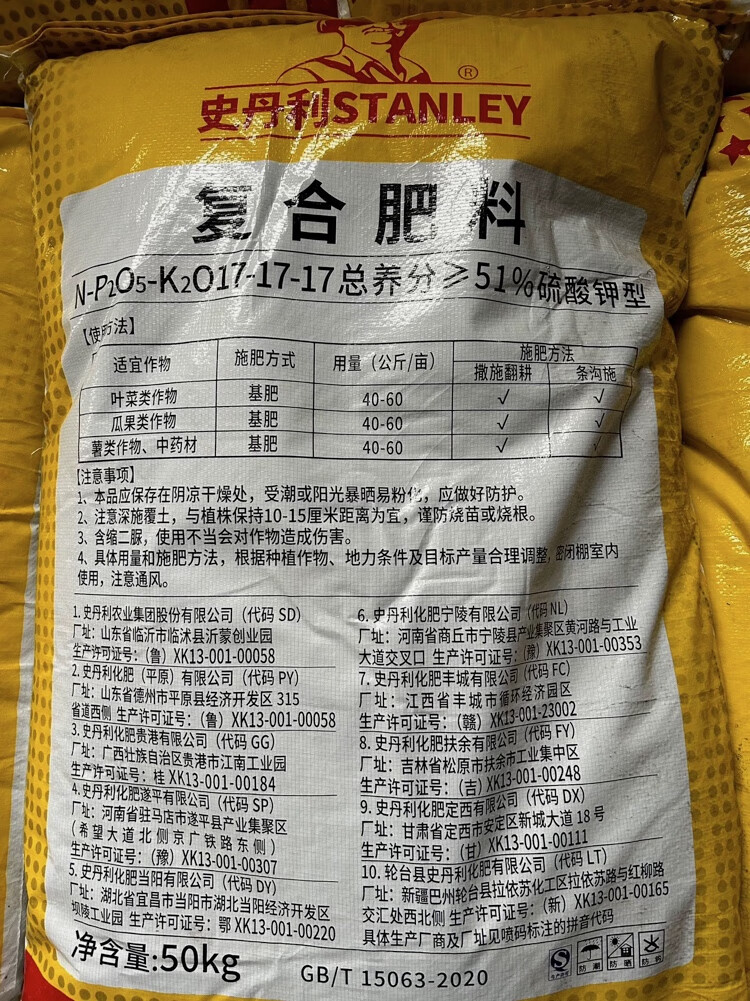 ®
史丹利STANLEY
复合肥料
N-P₂O₅-K₂O17-17-17总养分≥51%硫酸钾型
【使用方法】
适宜作物 施肥方式 用量（公斤/亩） 施肥方法
撒施翻耕 条沟施
叶菜类作物 基肥 40-60 √ √
瓜果类作物 基肥 40-60 √ √
薯类作物、中药材 基肥 40-60 √ √
【注意事项】
1、本品应保存在阴凉干燥处，受潮或阳光暴晒易粉化，应做好防护。
2、注意深施覆土，与植株保持10-15厘米距离为宜，谨防烧苗或烧根。
3、含缩二脲，使用不当会对作物造成伤害。
4、具体用量和施肥方法，根据种植作物、地力条件及目标产量合理调整，密闭棚室内
使用，注意通风。
1. 史丹利农业集团股份有限公司（代码 SD）
厂址：山东省临沂市临沭县沂蒙创业园
生产许可证号：（鲁）XK13-001-00058
2. 史丹利化肥（平原）有限公司（代码 PY）
厂址：山东省德州市平原县经济开发区 315
省道西侧 生产许可证号：（鲁）XK13-001-00058
3. 史丹利化肥贵港有限公司（代码 GG）
厂址：广西壮族自治区贵港市江南工业园
生产许可证号：桂 XK13-001-00184
4. 史丹利化肥遂平有限公司（代码 SP）
厂址：河南省驻马店市遂平县产业集聚区
（希望大道北侧京广铁路东侧）
生产许可证号：（豫）XK13-001-00307
5. 史丹利化肥当阳有限公司（代码 DY）
厂址：湖北省宜昌市当阳市湖北当阳经济开发区
坝陵工业园 生产许可证号：鄂 XK13-001-00220
6. 史丹利化肥宁陵有限公司（代码 NL）
厂址：河南省商丘市宁陵县产业集聚区黄河路与工业
大道交叉口 生产许可证号：（豫）XK13-001-00353
7. 史丹利化肥丰城有限公司（代码 FC）
厂址：江西省丰城市循环经济园区
生产许可证号：（赣）XK13-001-23002
8. 史丹利化肥扶余有限公司（代码 FY）
厂址：吉林省松原市扶余市工业集中区
生产许可证号：（吉）XK13-001-00248
9. 史丹利化肥定西有限公司（代码 DX）
厂址：甘肃省定西市安定区新城大道 18 号
生产许可证号：（甘）XK13-001-00111
10. 轮台县史丹利化肥有限公司（代码 LT）
厂址：新疆巴州轮台县拉依苏化工区拉依苏路与红柳路
交汇处西北侧 生产许可证号：（新）XK13-001-00165
具体生产厂商及厂址见喷码标注的拼音代码
净含量:50kg
GB/T 15063-2020
生产许可 防潮 防晒 防钩